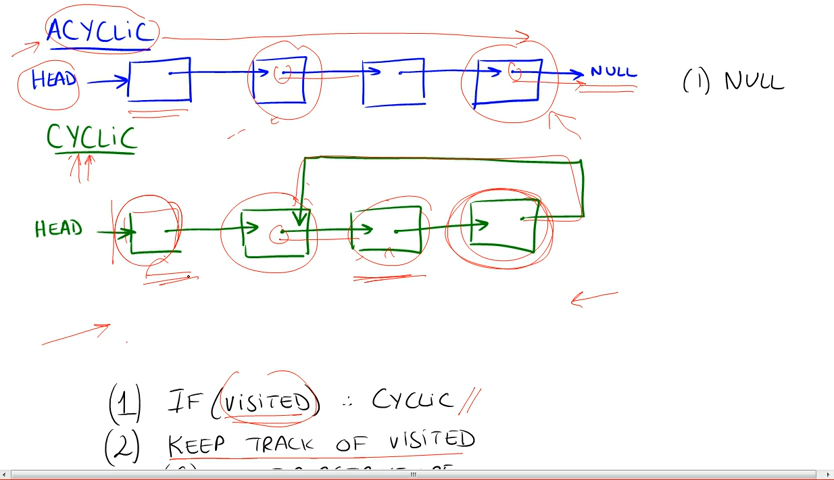 ACYCLIC
HEAD NULL (1) NULL
CYCLIC
HEAD
(1) IF (VISITED) ∴ CYCLIC //
(2) KEEP TRACK OF VISITED